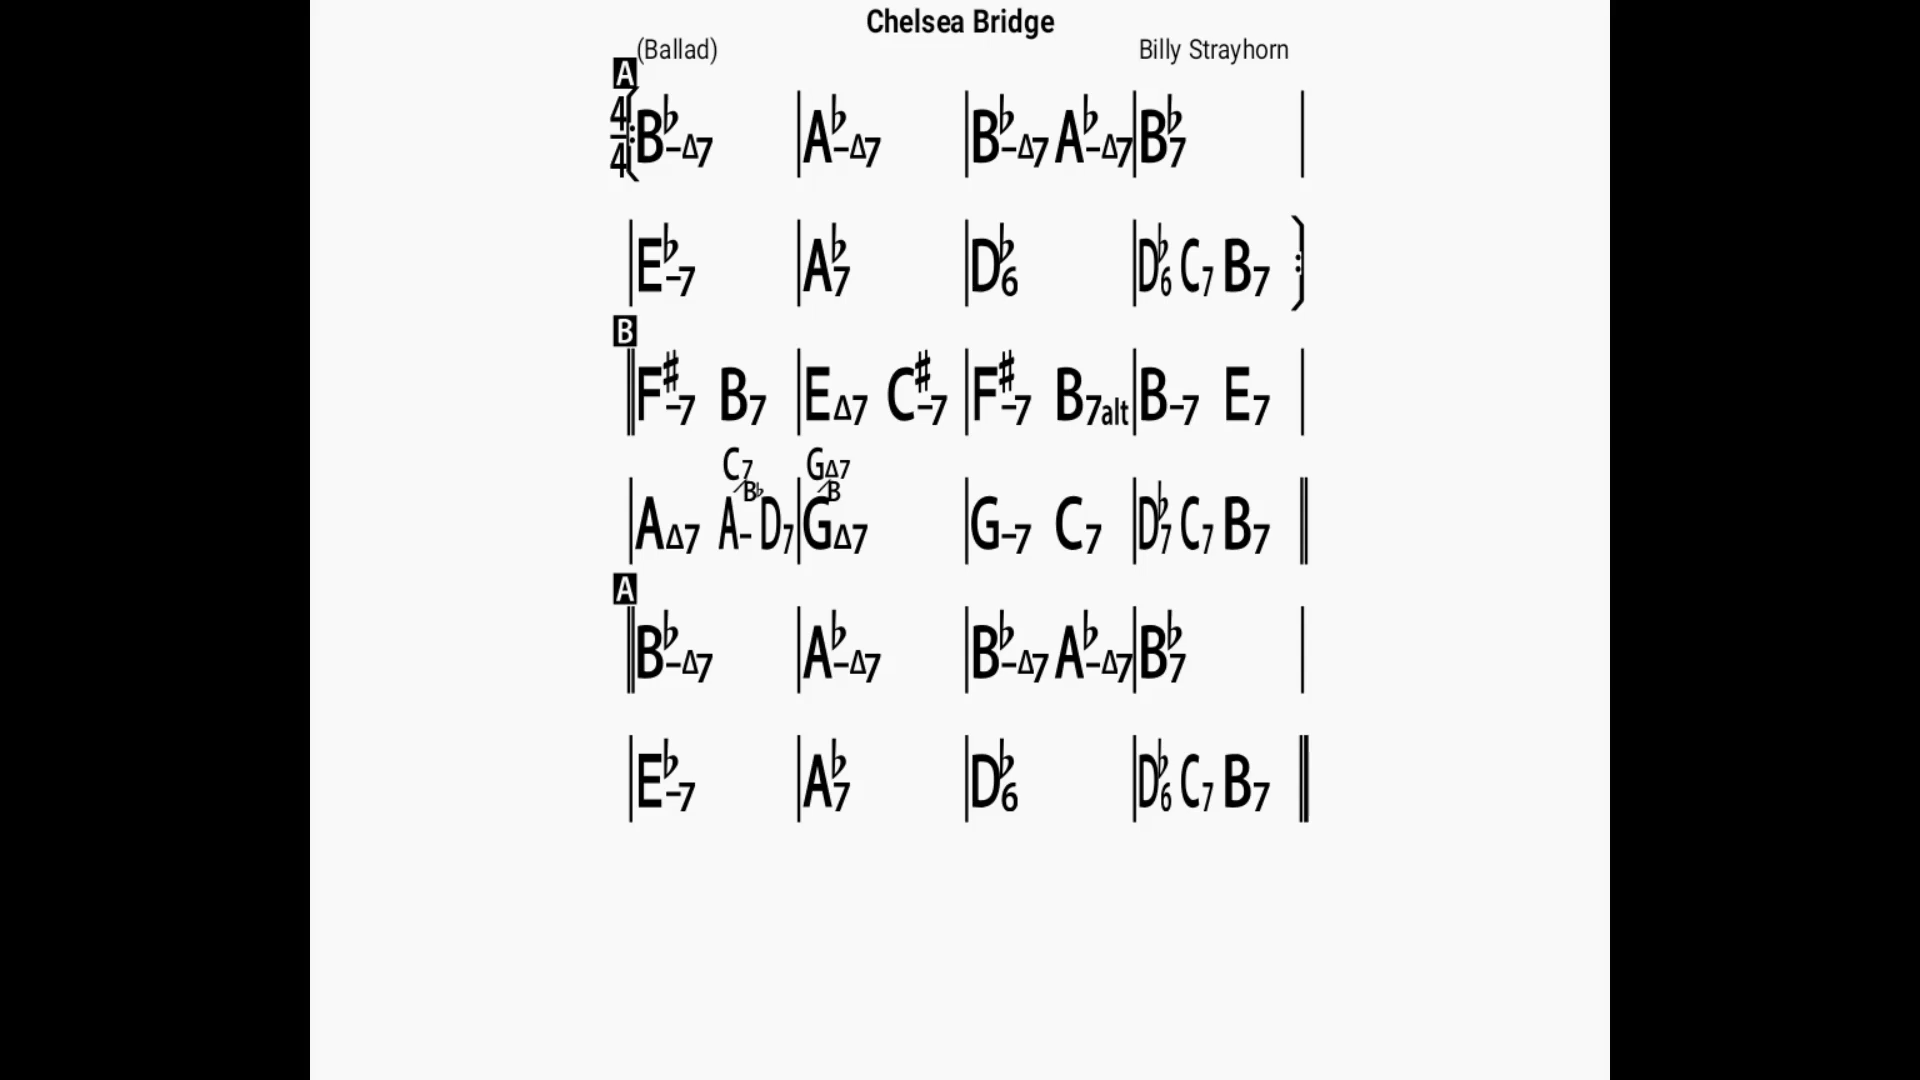 Chelsea Bridge
(Ballad) Billy Strayhorn
A
4/4 B♭-Δ7 A♭-Δ7 B♭-Δ7 A♭-Δ7 B♭7
E♭-7 A♭7 D♭6 D♭6 C7 B7
B
F♯-7 B7 EΔ7 C♯-7 F♯-7 B7alt B-7 E7
C7/B♭ GΔ7/B
AΔ7 A- D7 GΔ7 G-7 C7 D♭7 C7 B7
A
B♭-Δ7 A♭-Δ7 B♭-Δ7 A♭-Δ7 B♭7
E♭-7 A♭7 D♭6 D♭6 C7 B7